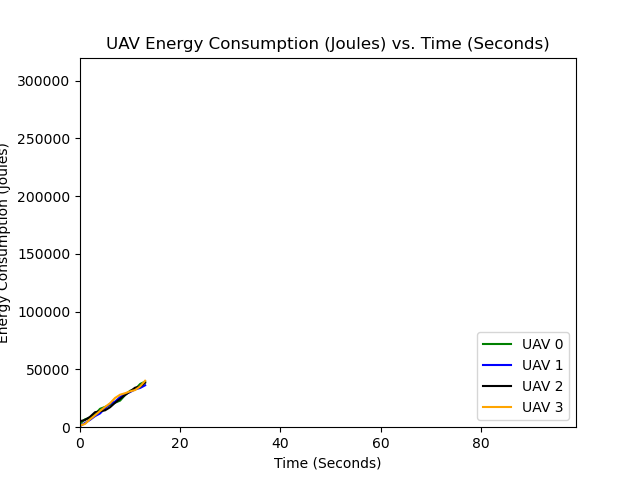 UAV Energy Consumption (Joules) vs. Time (Seconds)
300000
250000
200000
150000
100000
50000
0
Energy Consumption (Joules)
0 20 40 60 80
Time (Seconds)
UAV 0
UAV 1
UAV 2
UAV 3